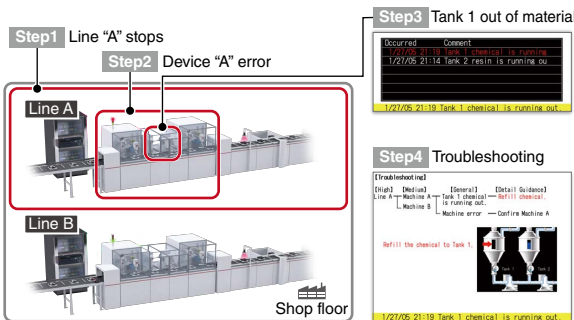 Step1 Line “A” stops
Step2 Device “A” error
Line A
Line B
Shop floor
Step3 Tank 1 out of material
Occurred Comment
1/27/05 21:19 Tank 1 chemical is running
1/27/05 21:14 Tank 2 resin is running ou
1/27/05 21:19 Tank 1 chemical is running out
Step4 Troubleshooting
[Troubleshooting]
[High] [Medium] [General] [Detail Guidance]
Line A Machine A Tank 1 chemical is running out. Refill chemical.
Machine B
Machine error Confirm Machine A
Refill the chemical to Tank 1.
Tank 1 Tank 2
1/27/05 21:19 Tank 1 chemical is running out.